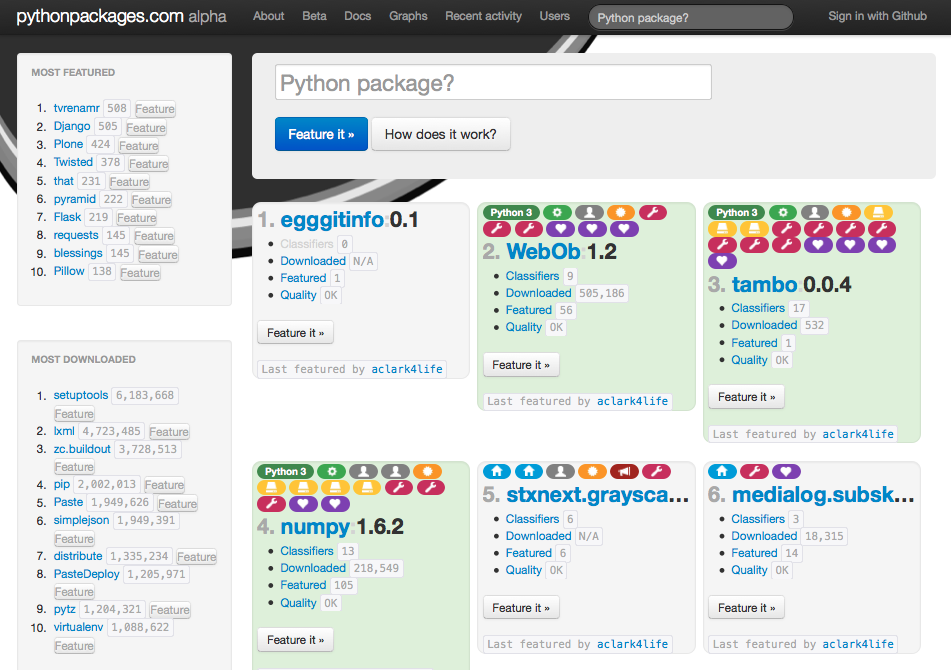 pythonpackages.com alpha About Beta Docs Graphs Recent activity Users Python package? Sign in with Github
MOST FEATURED
1. tvrenamr 508 Feature
2. Django 505 Feature
3. Plone 424 Feature
4. Twisted 378 Feature
5. that 231 Feature
6. pyramid 222 Feature
7. Flask 219 Feature
8. requests 145 Feature
9. blessings 145 Feature
10. Pillow 138 Feature
MOST DOWNLOADED
1. setuptools 6,183,668
Feature
2. lxml 4,723,485 Feature
3. zc.buildout 3,728,513
Feature
4. pip 2,002,013 Feature
5. Paste 1,949,626 Feature
6. simplejson 1,949,391
Feature
7. distribute 1,335,234 Feature
8. PasteDeploy 1,205,971
Feature
9. pytz 1,204,321 Feature
10. virtualenv 1,088,622
Feature
Python package?
Feature it » How does it work?
1. egggitinfo:0.1
Classifiers 0
Downloaded N/A
Featured 1
Quality OK
Feature it »
Last featured by aclark4life
Python 3
2. WebOb:1.2
Classifiers 9
Downloaded 505,186
Featured 56
Quality OK
Feature it »
Last featured by aclark4life
Python 3
3. tambo:0.0.4
Classifiers 17
Downloaded 532
Featured 1
Quality OK
Feature it »
Last featured by aclark4life
Python 3
4. numpy:1.6.2
Classifiers 13
Downloaded 218,549
Featured 105
Quality OK
Feature it »
5. stxnext.graysca...
Classifiers 6
Downloaded N/A
Featured 6
Quality OK
Feature it »
Last featured by aclark4life
6. medialog.subsk...
Classifiers 3
Downloaded 18,315
Featured 14
Quality OK
Feature it »
Last featured by aclark4life